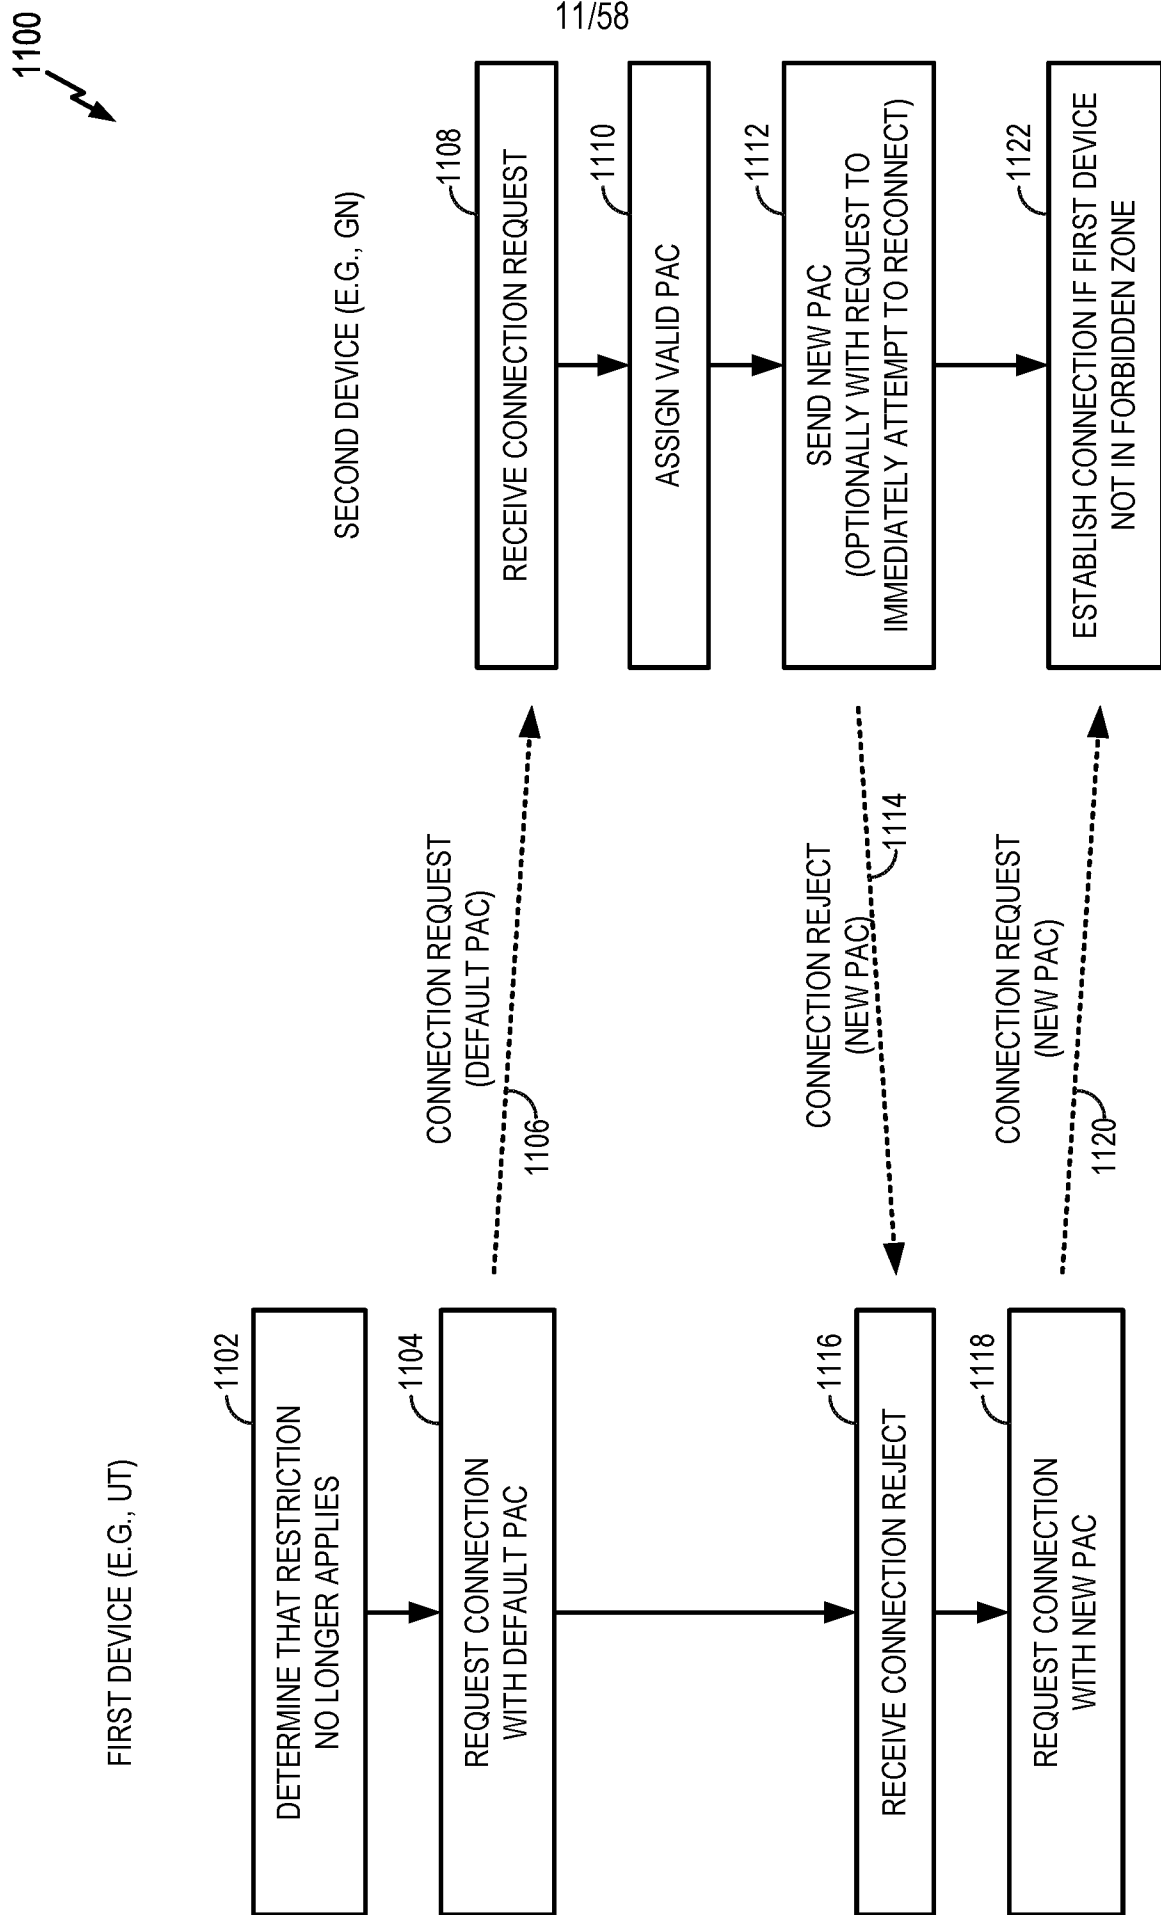 11/58
1100
FIRST DEVICE (E.G., UT)
SECOND DEVICE (E.G., GN)
1102
DETERMINE THAT RESTRICTION
NO LONGER APPLIES
1104
REQUEST CONNECTION
WITH DEFAULT PAC
CONNECTION REQUEST
(DEFAULT PAC)
1106
1108
RECEIVE CONNECTION REQUEST
1110
ASSIGN VALID PAC
1112
SEND NEW PAC
(OPTIONALLY WITH REQUEST TO
IMMEDIATELY ATTEMPT TO RECONNECT)
CONNECTION REJECT
(NEW PAC)
1114
1116
RECEIVE CONNECTION REJECT
1118
REQUEST CONNECTION
WITH NEW PAC
CONNECTION REQUEST
(NEW PAC)
1120
1122
ESTABLISH CONNECTION IF FIRST DEVICE
NOT IN FORBIDDEN ZONE